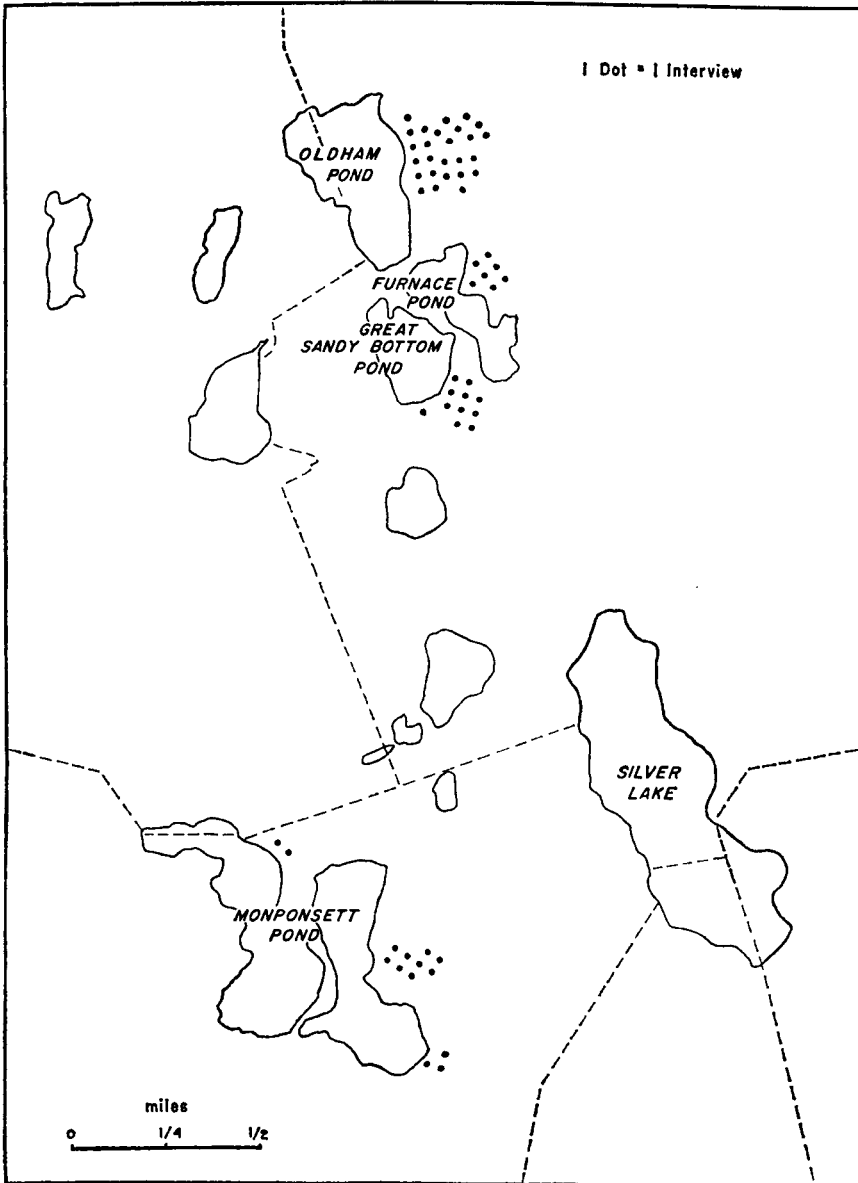 1 Dot = 1 Interview
OLDHAM
POND
FURNACE
POND
GREAT
SANDY BOTTOM
POND
SILVER
LAKE
MONPONSETT
POND
miles
0 1/4 1/2